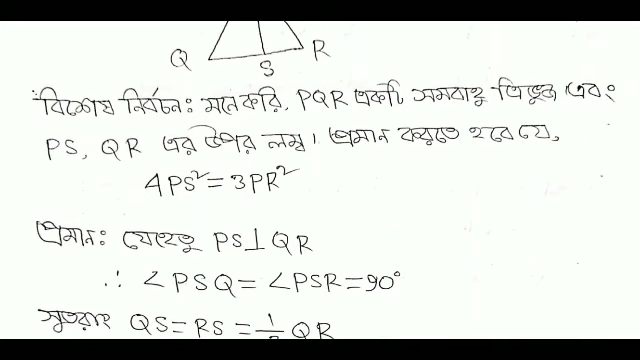 Q R
S
বিশেষ নির্বচন: মনে করি, PQR একটি সমবাহু ত্রিভুজ এবং
PS, QR এর উপর লম্ব। প্রমান করতে হবে যে,
4PS² = 3PR²
প্রমান: যেহেতু PS⊥QR
∴ ∠PSQ = ∠PSR = 90°
সুতরাং QS = RS = 1/2 QR